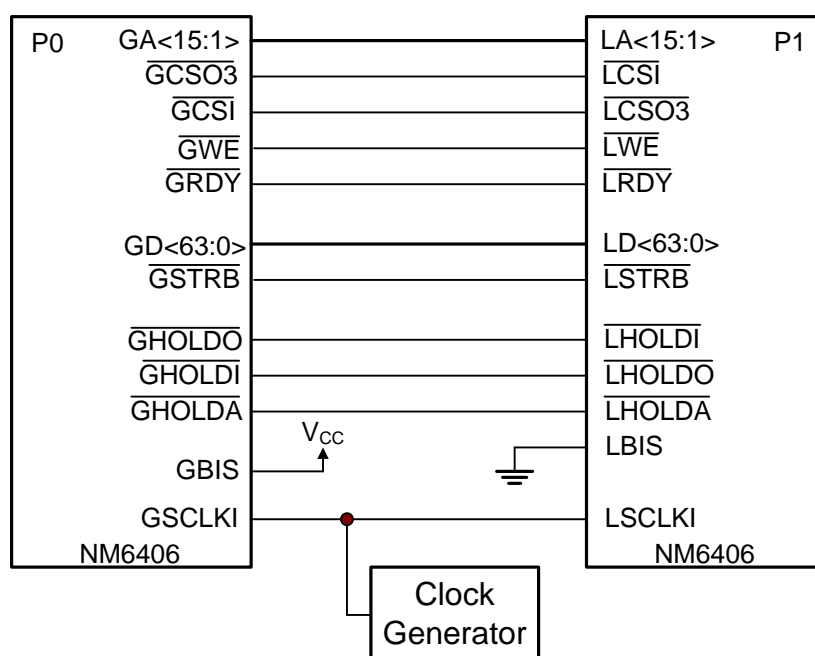 P0 GA<15:1> LA<15:1> P1
GCSO3 LCSI
GCSI LCSO3
GWE LWE
GRDY LRDY
GD<63:0> LD<63:0>
GSTRB LSTRB
GHOLDO LHOLDI
GHOLDI LHOLDO
GHOLDA LHOLDA
VCC
LBIS
GBIS
GSCLKI LSCLKI
NM6406 NM6406
Clock
Generator